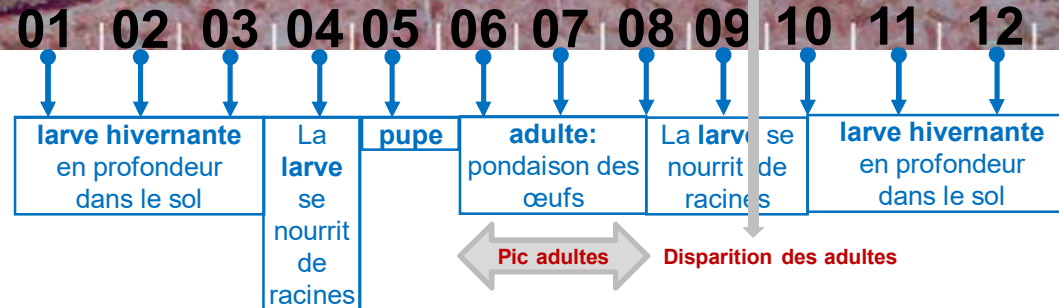 01 02 03 04 05 06 07 08 09 10 11 12
larve hivernante
en profondeur
dans le sol
La
larve
se
nourrit
de
racines
pupe
adulte:
pondaison des
œufs
La larve se
nourrit de
racines
larve hivernante
en profondeur
dans le sol
Pic adultes
Disparition des adultes